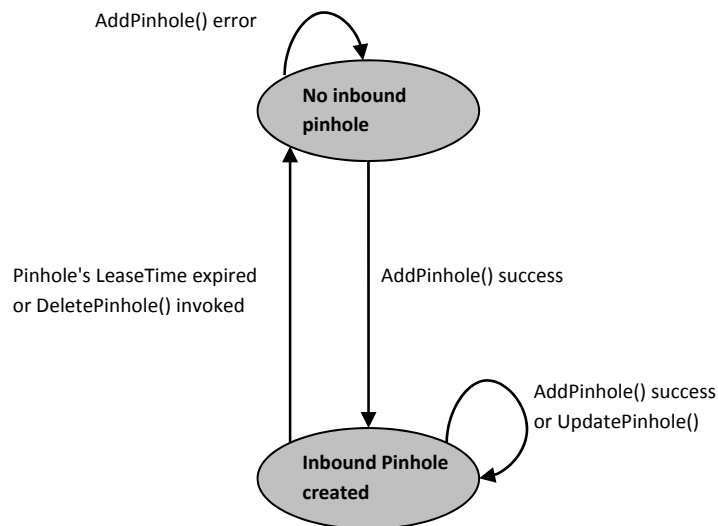 AddPinhole() error
No inbound
pinhole
Pinhole's LeaseTime expired
or DeletePinhole() invoked
AddPinhole() success
AddPinhole() success
or UpdatePinhole()
Inbound Pinhole
created